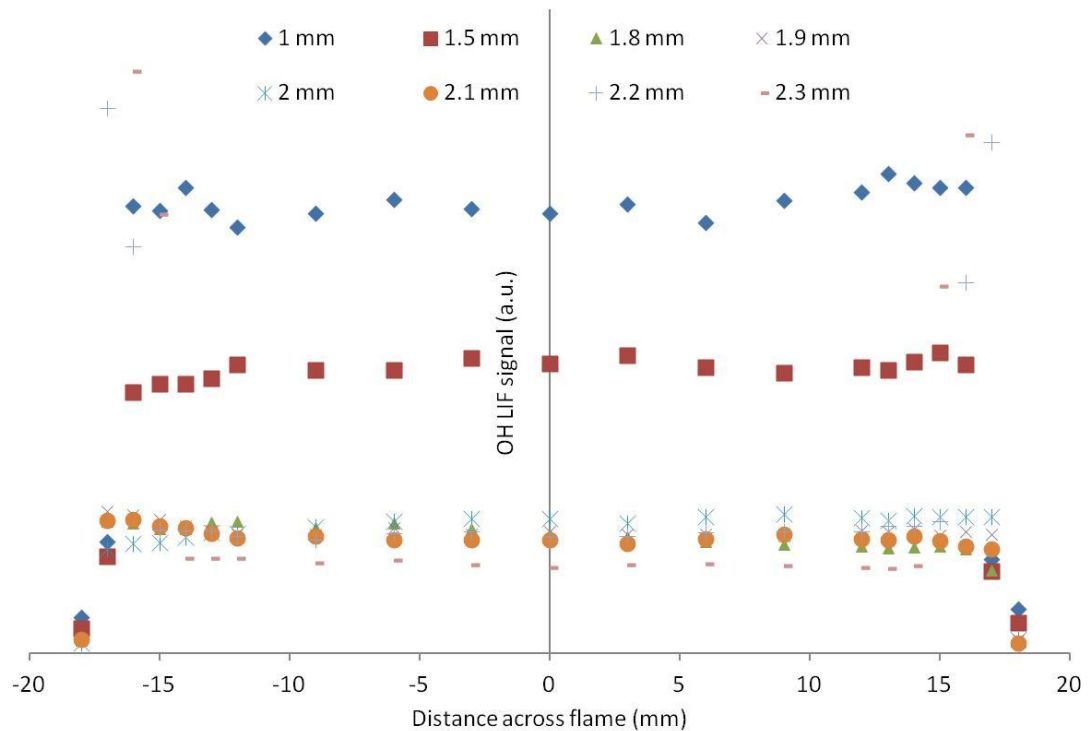 1 mm 1.5 mm 1.8 mm 1.9 mm
2 mm 2.1 mm 2.2 mm 2.3 mm
OH LIF signal (a.u.)
-20 -15 -10 -5 0 5 10 15 20
Distance across flame (mm)